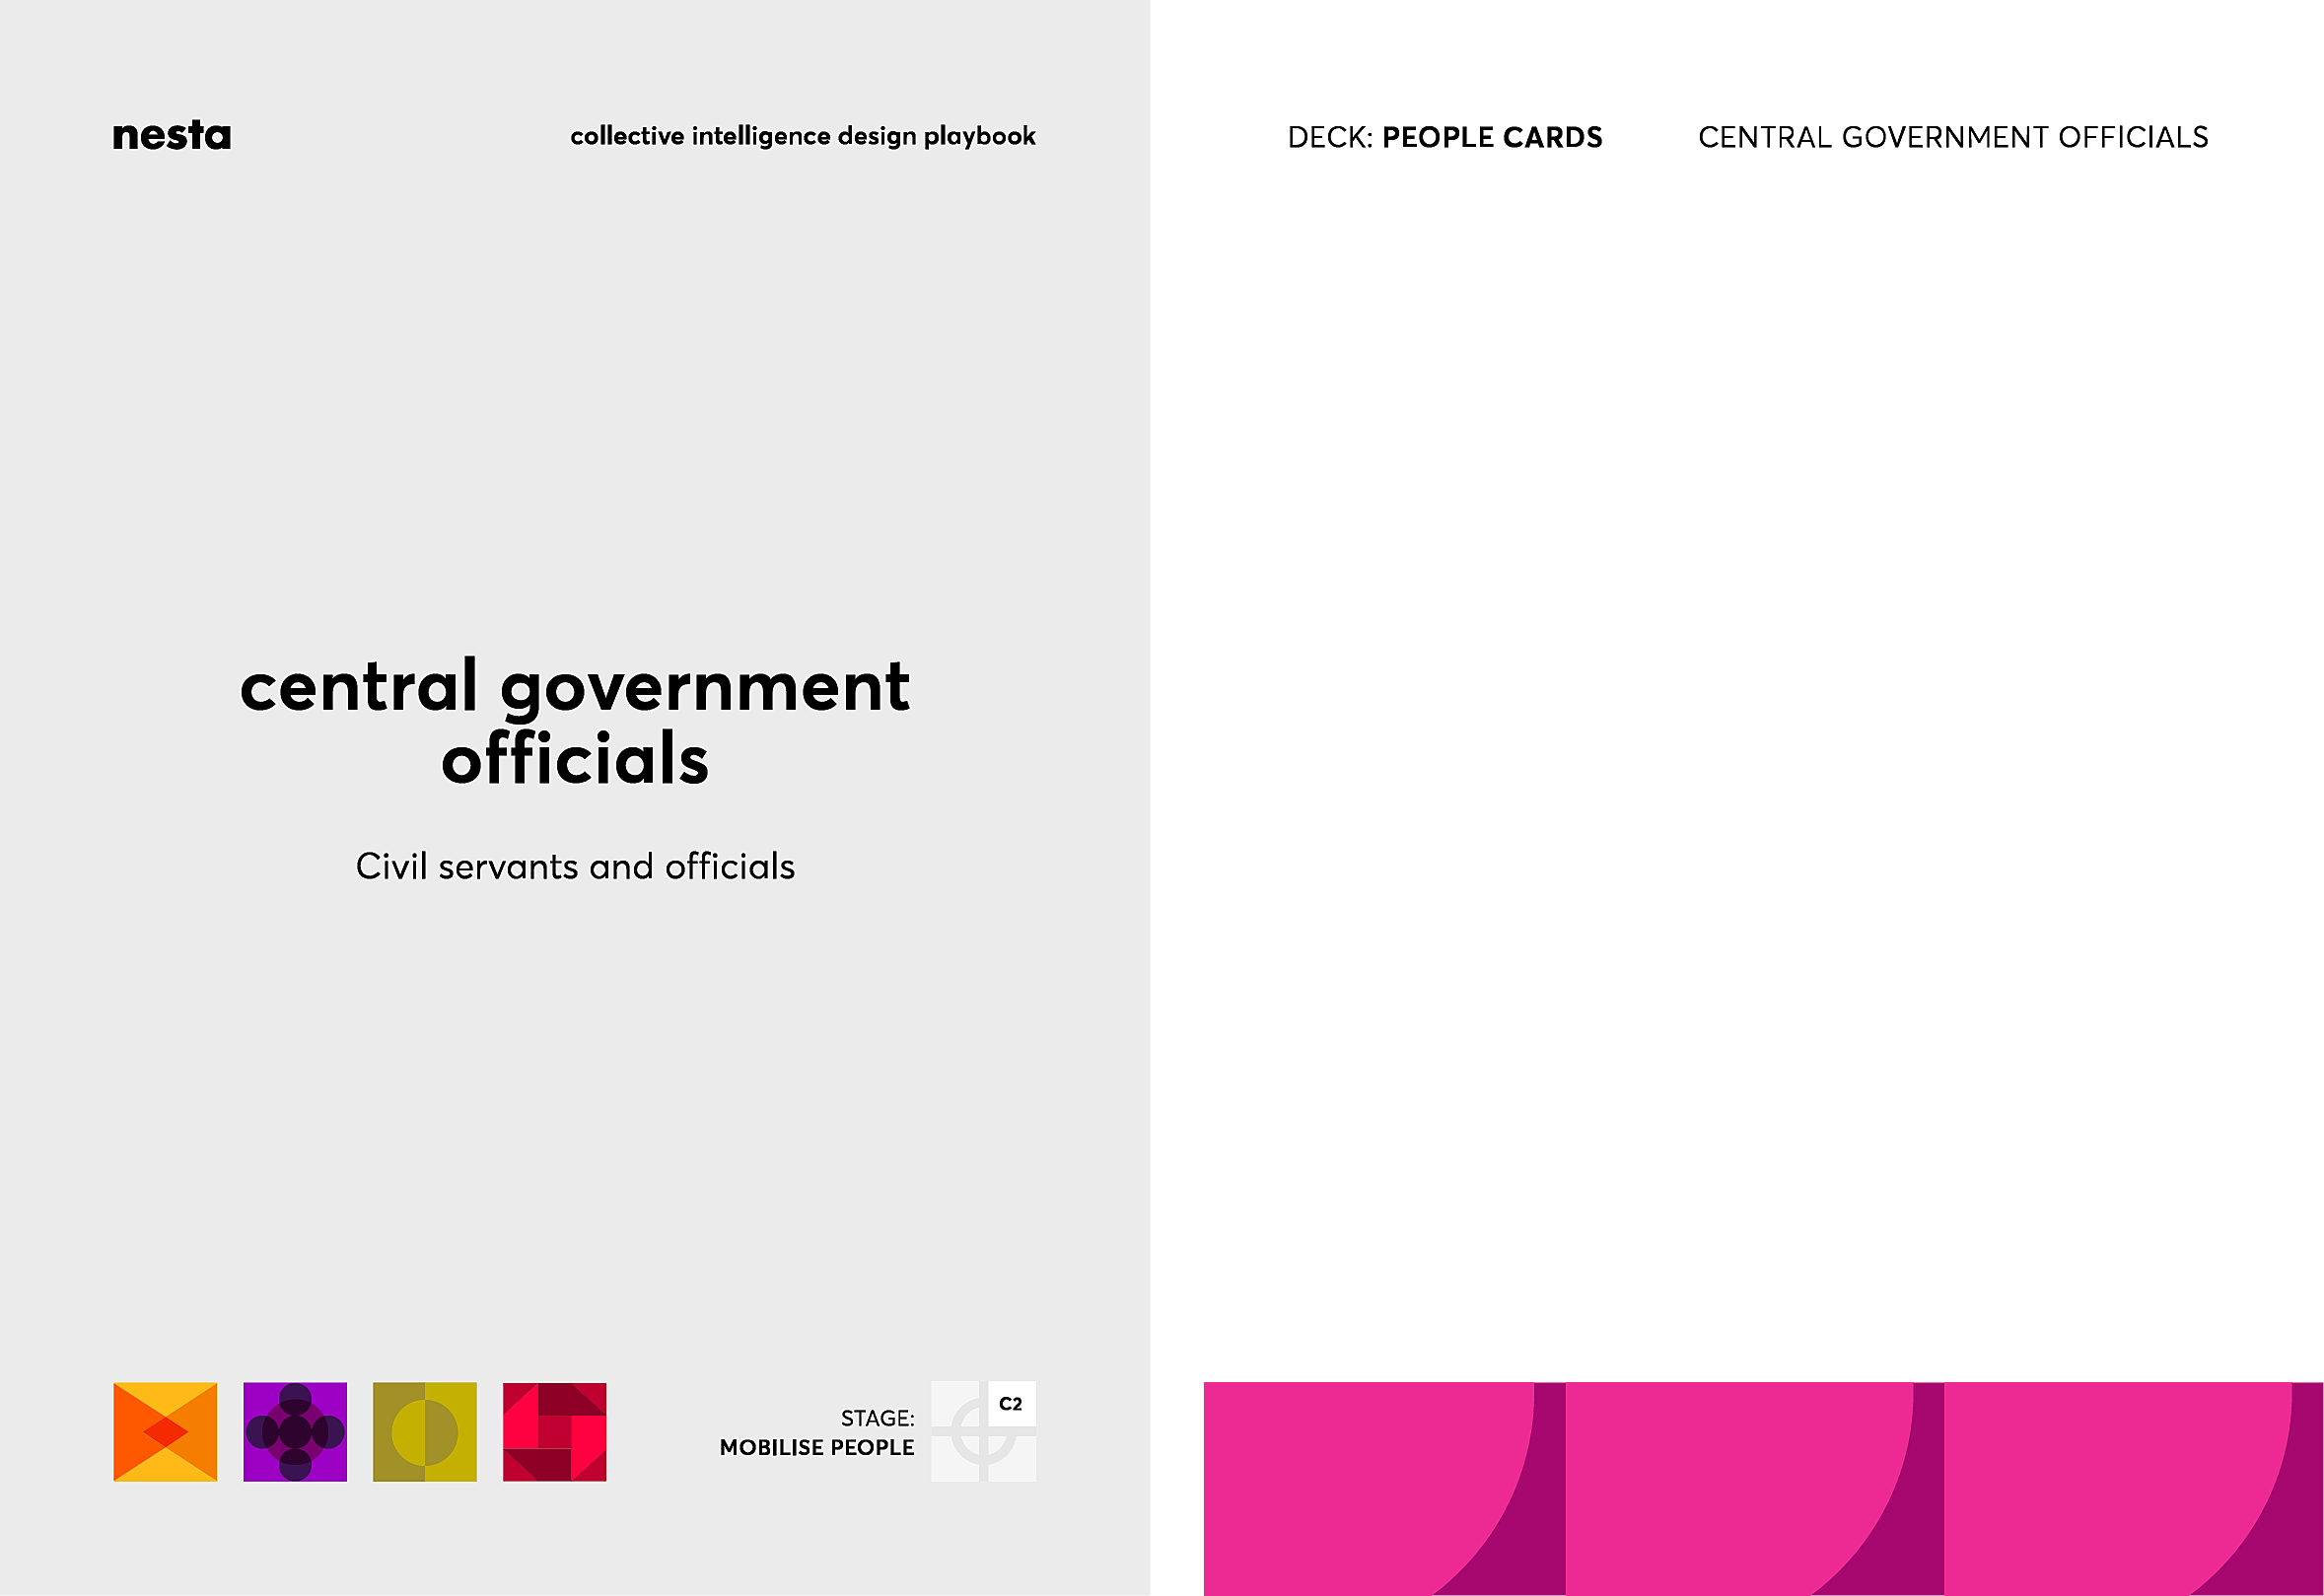 nesta
collective intelligence design playbook
central government
officials
Civil servants and officials
STAGE:
MOBILISE PEOPLE
C2
DECK: PEOPLE CARDS
CENTRAL GOVERNMENT OFFICIALS